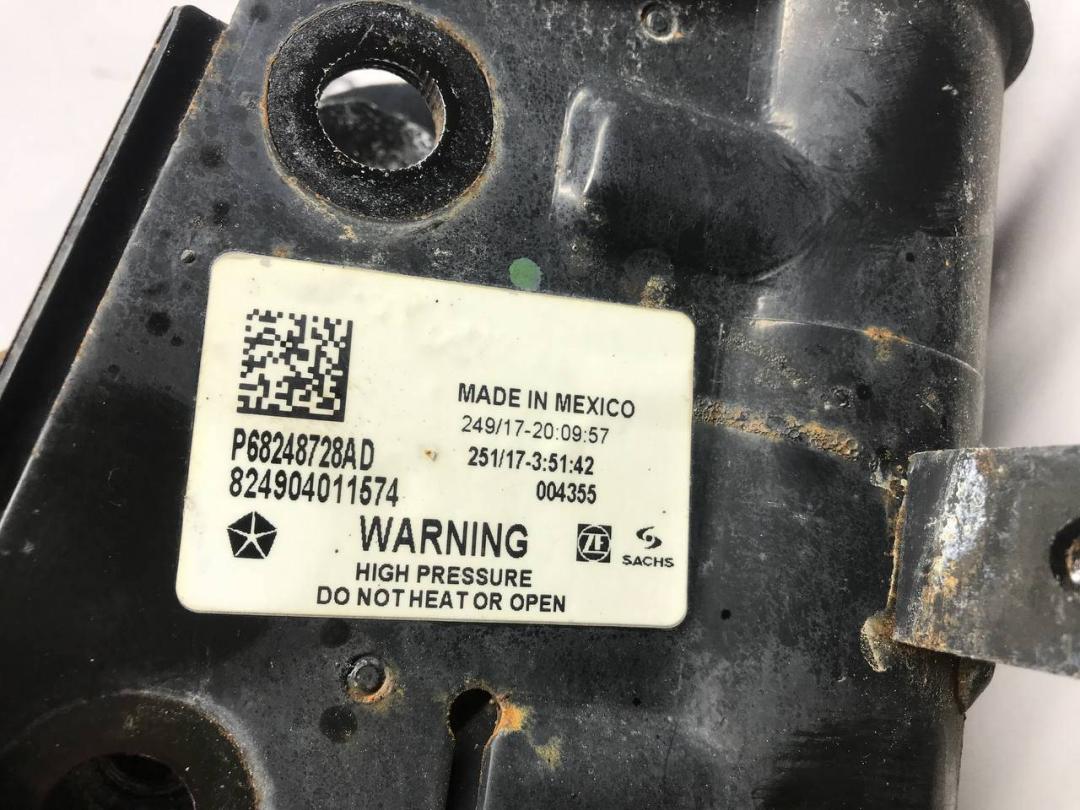 MADE IN MEXICO
249/17-20:09:57
P68248728AD
251/17-3:51:42
824904011574
004355
WARNING
ZF
SACHS
HIGH PRESSURE
DO NOT HEAT OR OPEN